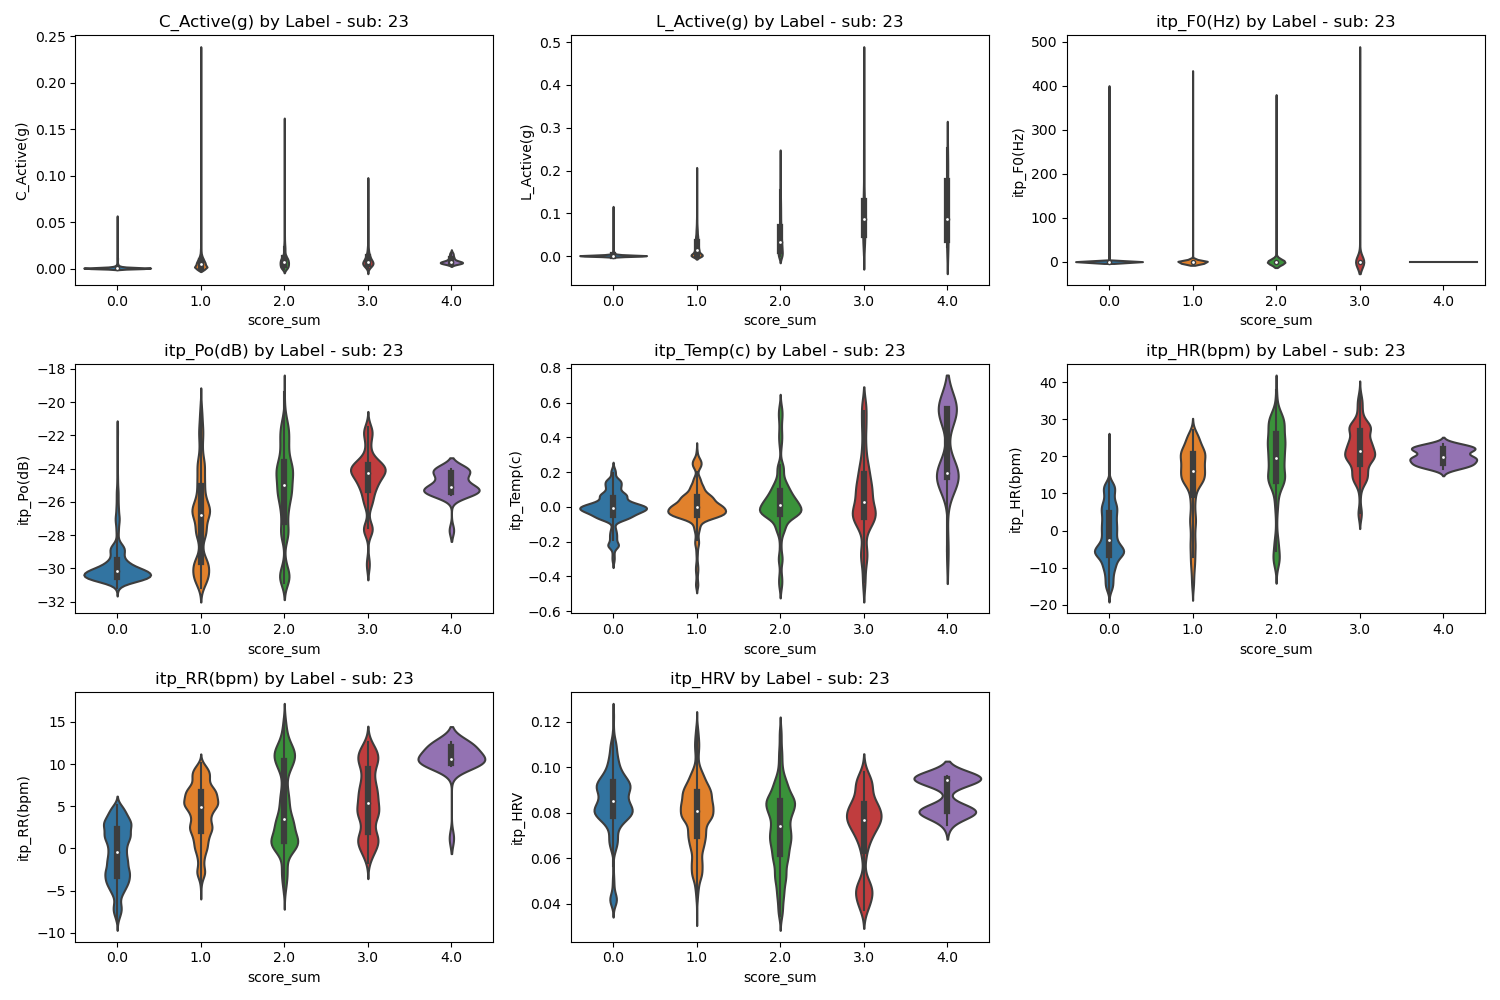 C_Active(g) by Label - sub: 23
L_Active(g) by Label - sub: 23
itp_F0(Hz) by Label - sub: 23
C_Active(g)
0.25
0.20
0.15
0.10
0.05
0.00
0.0 1.0 2.0 3.0 4.0
score_sum
L_Active(g)
0.5
0.4
0.3
0.2
0.1
0.0
0.0 1.0 2.0 3.0 4.0
score_sum
itp_F0(Hz)
500
400
300
200
100
0
0.0 1.0 2.0 3.0 4.0
score_sum
itp_Po(dB) by Label - sub: 23
itp_Temp(c) by Label - sub: 23
itp_HR(bpm) by Label - sub: 23
itp_Po(dB)
−18
−20
−22
−24
−26
−28
−30
−32
0.0 1.0 2.0 3.0 4.0
score_sum
itp_Temp(c)
0.8
0.6
0.4
0.2
0.0
−0.2
−0.4
−0.6
0.0 1.0 2.0 3.0 4.0
score_sum
itp_HR(bpm)
40
30
20
10
0
−10
−20
0.0 1.0 2.0 3.0 4.0
score_sum
itp_RR(bpm) by Label - sub: 23
itp_HRV by Label - sub: 23
itp_RR(bpm)
15
10
5
0
−5
−10
0.0 1.0 2.0 3.0 4.0
score_sum
itp_HRV
0.12
0.10
0.08
0.06
0.04
0.0 1.0 2.0 3.0 4.0
score_sum